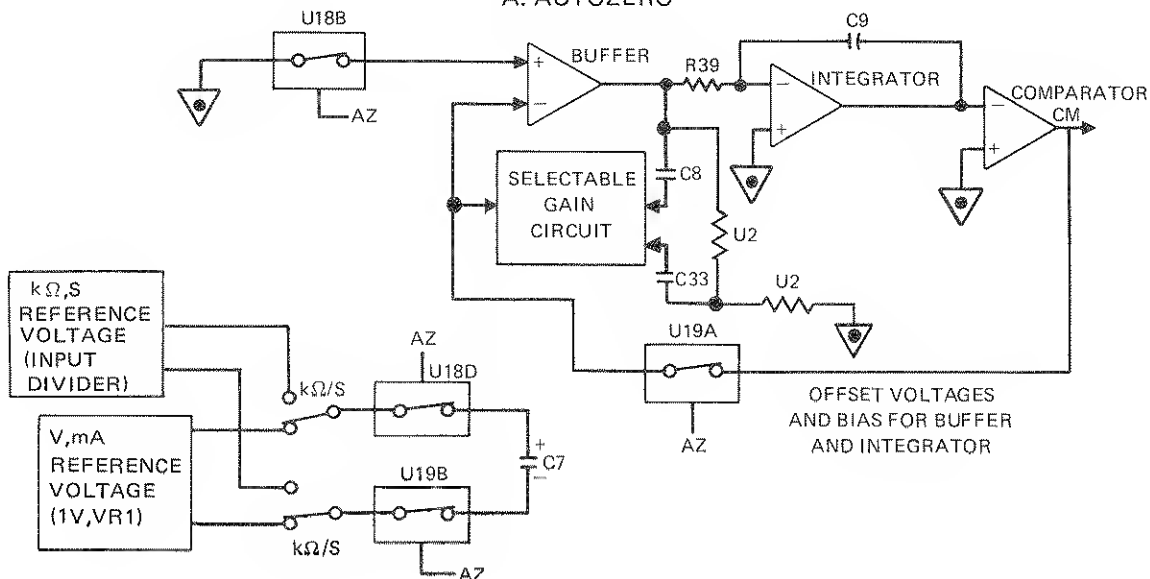 A. AUTOZERO
U18B
AZ
BUFFER
+
−
R39
C9
INTEGRATOR
−
+
COMPARATOR
CM
−
+
SELECTABLE
GAIN
CIRCUIT
C8
U2
C33
U2
U19A
AZ
OFFSET VOLTAGES
AND BIAS FOR BUFFER
AND INTEGRATOR
kΩ,S
REFERENCE
VOLTAGE
(INPUT
DIVIDER)
V,mA
REFERENCE
VOLTAGE
(1V,VR1)
kΩ/S
AZ
U18D
+
C7
−
U19B
kΩ/S
AZ